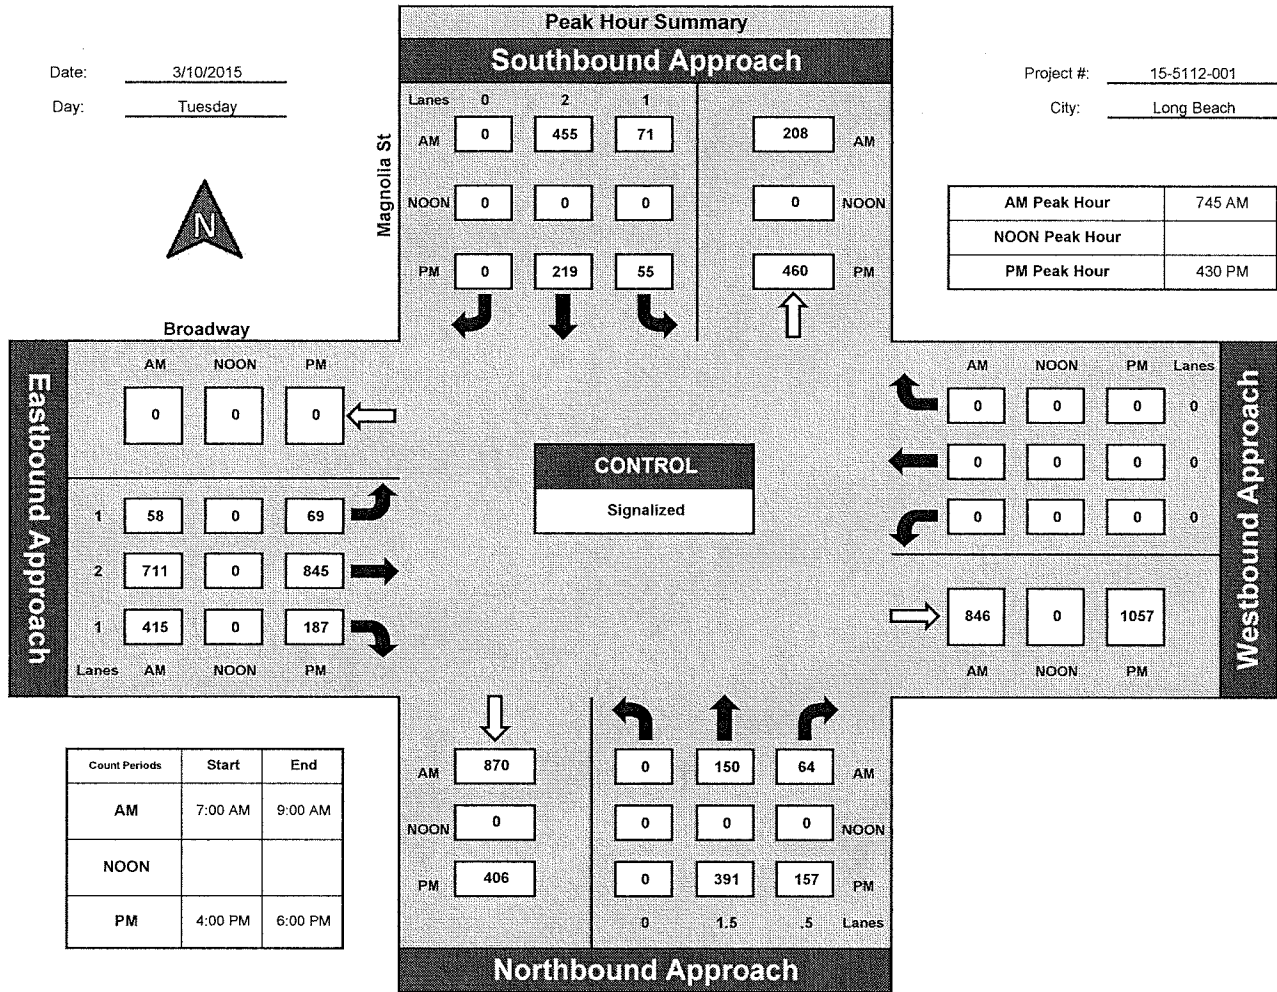 Peak Hour Summary
Southbound Approach
Date: 3/10/2015
Day: Tuesday
Project #: 15-5112-001
City: Long Beach
N
Magnolia St
Lanes 0 2 1
AM 0 455 71 208 AM
NOON 0 0 0 0 NOON
PM 0 219 55 460 PM
AM Peak Hour 745 AM
NOON Peak Hour
PM Peak Hour 430 PM
Broadway
Eastbound Approach
AM NOON PM
0 0 0
1 58 0 69
2 711 0 845
1 415 0 187
Lanes AM NOON PM
CONTROL
Signalized
AM NOON PM Lanes
0 0 0 0
0 0 0 0
0 0 0 0
846 0 1057
AM NOON PM
Westbound Approach
Count Periods Start End
AM 7:00 AM 9:00 AM
NOON
PM 4:00 PM 6:00 PM
AM 870 0 150 64 AM
NOON 0 0 0 0 NOON
PM 406 0 391 157 PM
0 1.5 .5 Lanes
Northbound Approach